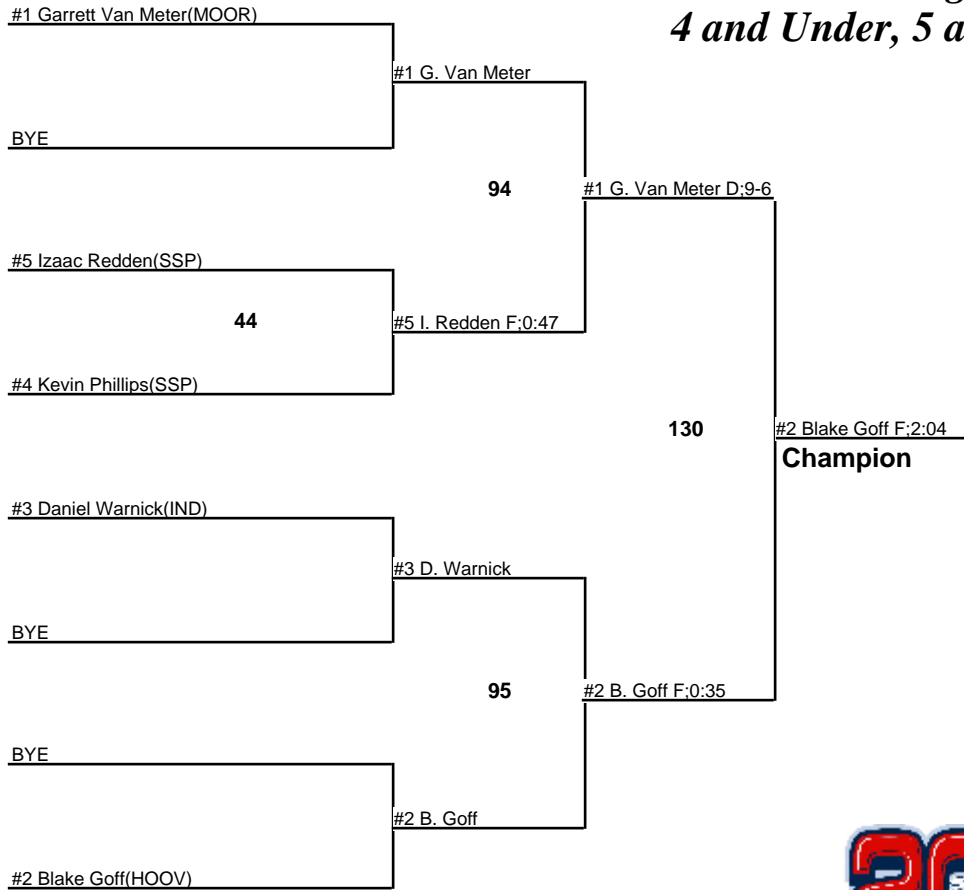 #1 Garrett Van Meter(MOOR)
4 and Under, 5 a
#1 G. Van Meter
BYE
94
#1 G. Van Meter D;9-6
#5 Izaac Redden(SSP)
44
#5 I. Redden F;0:47
#4 Kevin Phillips(SSP)
130
#2 Blake Goff F;2:04
Champion
#3 Daniel Warnick(IND)
#3 D. Warnick
BYE
95
#2 B. Goff F;0:35
BYE
#2 B. Goff
#2 Blake Goff(HOOV)